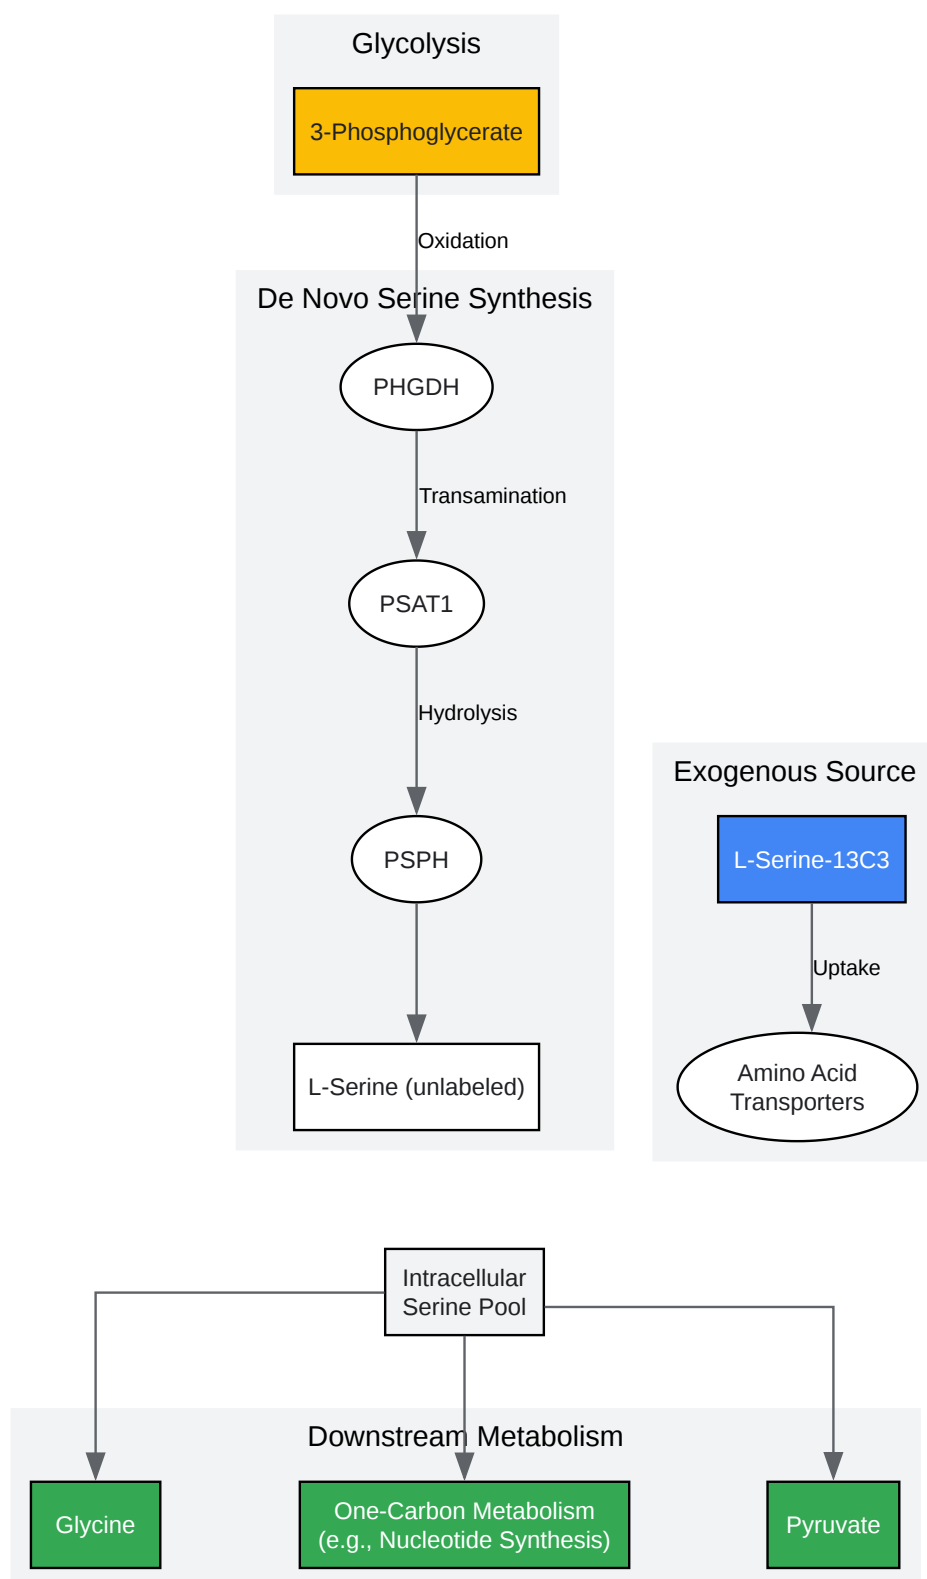 Glycolysis
3-Phosphoglycerate
Oxidation
De Novo Serine Synthesis
PHGDH
Transamination
PSAT1
Hydrolysis
PSPH
L-Serine (unlabeled)
Exogenous Source
L-Serine-13C3
Uptake
Amino Acid
Transporters
Intracellular
Serine Pool
Downstream Metabolism
Glycine
One-Carbon Metabolism
(e.g., Nucleotide Synthesis)
Pyruvate